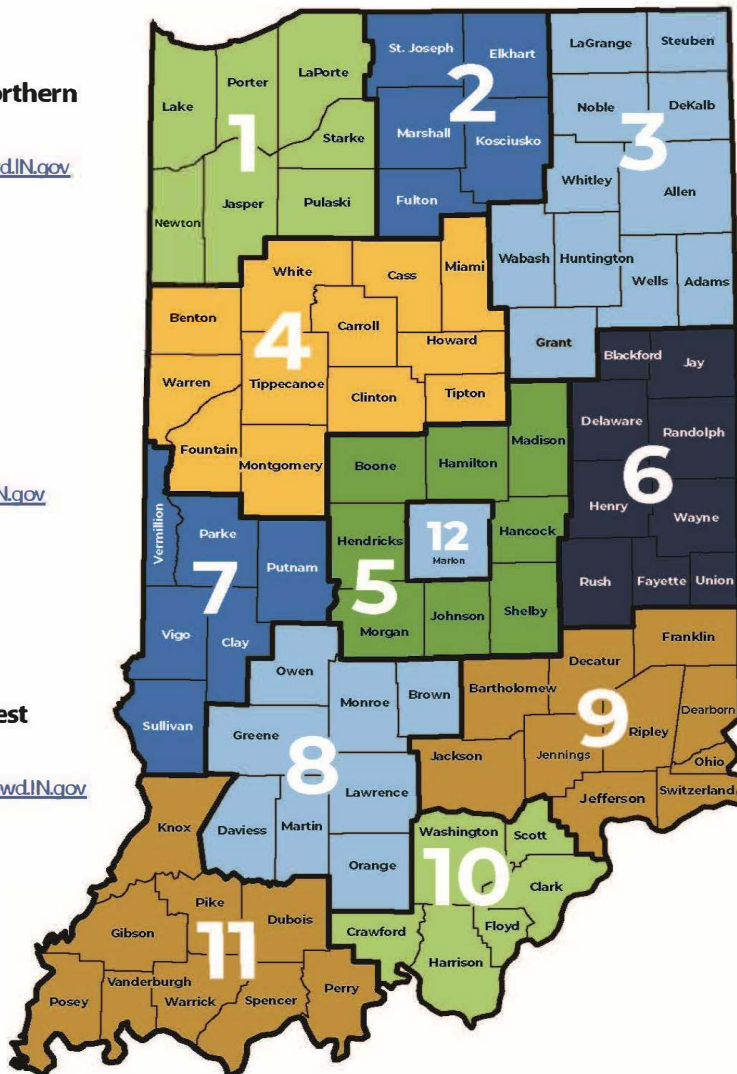 St. Joseph
Elkhart
LaGrange
Steuben
LaPorte
Porter
Lake
orthern
2
Noble
DeKalb
1
Starke
Marshall
Kosciusko
3
d.IN.gov
Whitley
Allen
Jasper
Pulaski
Fulton
Newton
Wabash
Huntington
Miami
White
Cass
Wells
Adams
Benton
4
Carroll
Howard
Grant
Blackford
Jay
Warren
Tippecanoe
Clinton
Tipton
Delaware
Randolph
Madison
Fountain
Montgomery
Boone
Hamilton
6
N.gov
Henry
Wayne
Vermillion
Parke
Putnam
Hendricks
12
Marion
Hancock
7
5
Rush
Fayette
Union
Vigo
Clay
Morgan
Johnson
Shelby
Franklin
Owen
Decatur
est
Monroe
Brown
Bartholomew
Sullivan
Greene
9
Ripley
Dearborn
8
Jackson
Jennings
Ohio
wd.IN.gov
Lawrence
Jefferson
Switzerland
Knox
Daviess
Martin
Washington
Scott
Orange
10
Clark
Pike
Dubois
Gibson
11
Crawford
Floyd
Harrison
Vanderburgh
Posey
Warrick
Spencer
Perry